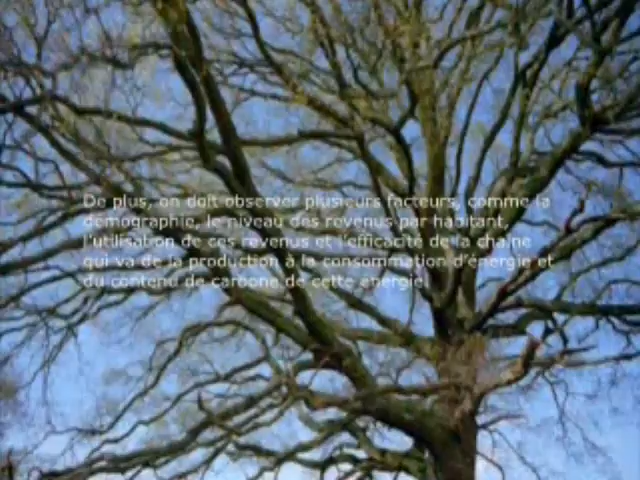 De plus, on doit observer plusieurs facteurs, comme la
démographie, le niveau des revenus par habitant,
l'utilisation de ces revenus et l'efficacité de la chaîne
qui va de la production à la consommation d'énergie et
du contenu de carbone de cette énergie.